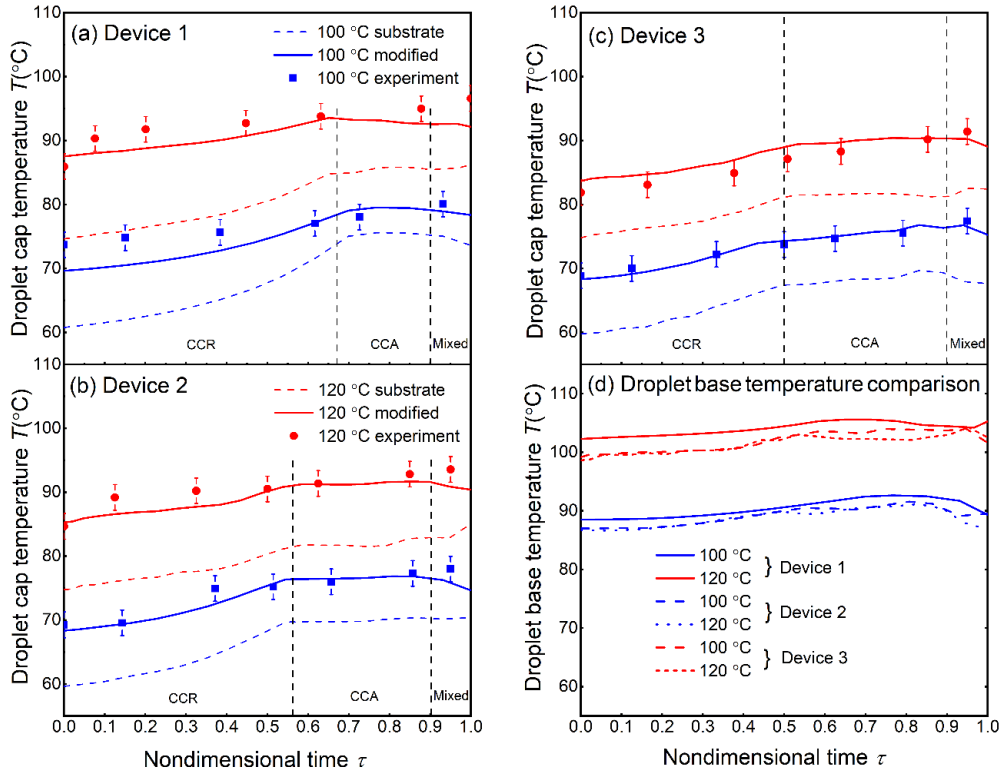 (a) Device 1
100 °C substrate
100 °C modified
100 °C experiment
Droplet cap temperature T(°C)
110
100
90
80
70
60
CCR
CCA
Mixed
(b) Device 2
120 °C substrate
120 °C modified
120 °C experiment
Droplet cap temperature T(°C)
110
100
90
80
70
60
CCR
CCA
Mixed
0.0 0.1 0.2 0.3 0.4 0.5 0.6 0.7 0.8 0.9 1.0
Nondimensional time τ
(c) Device 3
Droplet cap temperature T(°C)
110
100
90
80
70
60
CCR
CCA
Mixed
(d) Droplet base temperature comparison
Droplet base temperature T(°C)
110
100
90
80
70
60
100 °C
120 °C
} Device 1
100 °C
120 °C
} Device 2
100 °C
120 °C
} Device 3
0.0 0.1 0.2 0.3 0.4 0.5 0.6 0.7 0.8 0.9 1.0
Nondimensional time τ